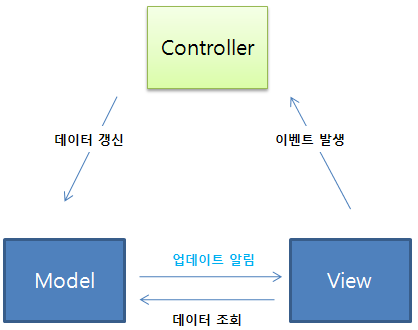 Controller
데이터 갱신
이벤트 발생
업데이트 알림
Model
View
데이터 조회